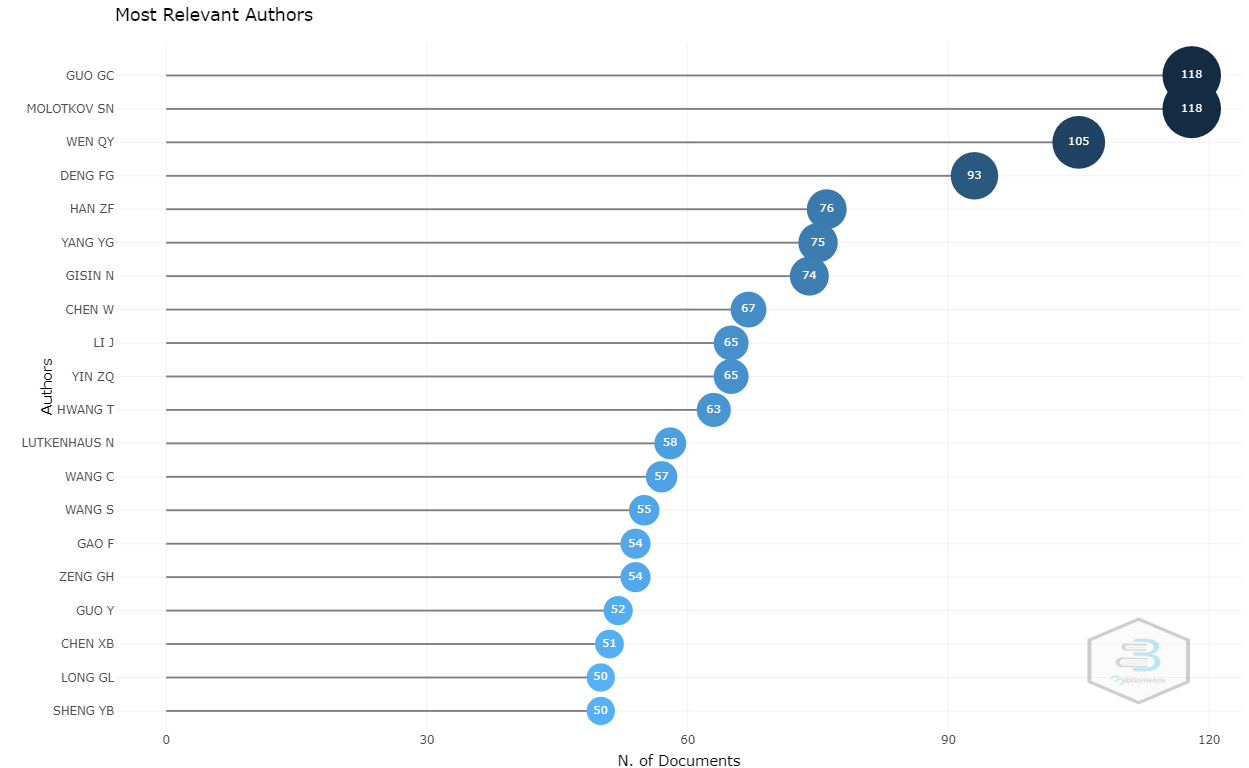 Most Relevant Authors
GUO GC 118
MOLOTKOV SN 118
WEN QY 105
DENG FG 93
HAN ZF 76
YANG YG 75
GISIN N 74
CHEN W 67
LI J 65
YIN ZQ 65
HWANG T 63
LUTKENHAUS N 58
WANG C 57
WANG S 55
GAO F 54
ZENG GH 54
GUO Y 52
CHEN XB 51
LONG GL 50
SHENG YB 50
Authors
0 30 60 90 120
N. of Documents
bibliometrix